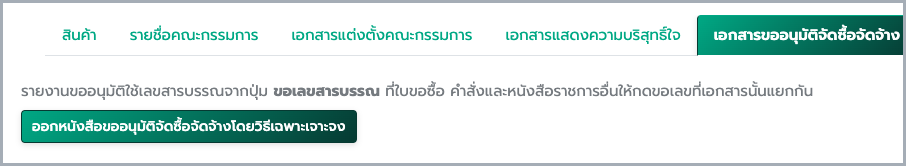 สินค้า รายชื่อคณะกรรมการ เอกสารแต่งตั้งคณะกรรมการ เอกสารแสดงความบริสุทธิ์ใจ เอกสารขออนุมัติจัดซื้อจัดจ้าง
รายงานขออนุมัติใช้เลขสารบรรณจากปุ่ม ขอเลขสารบรรณ ที่ใบขอซื้อ คำสั่งและหนังสือราชการอื่นให้กดขอเลขที่เอกสารนั้นแยกกัน
ออกหนังสือขออนุมัติจัดซื้อจัดจ้างโดยวิธีเฉพาะเจาะจง